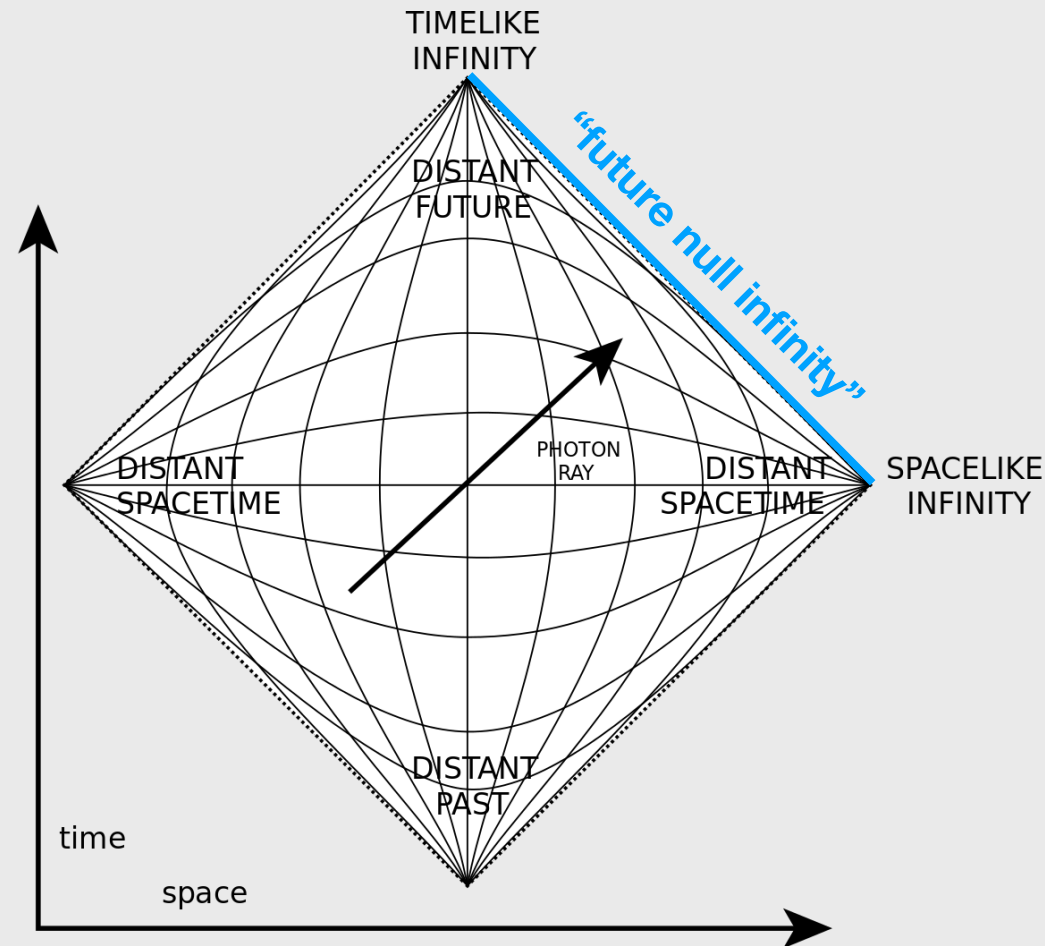 TIMELIKE
INFINITY
“future null infinity”
DISTANT
FUTURE
PHOTON
RAY
DISTANT
SPACETIME
DISTANT
SPACETIME
SPACELIKE
INFINITY
DISTANT
PAST
time
space